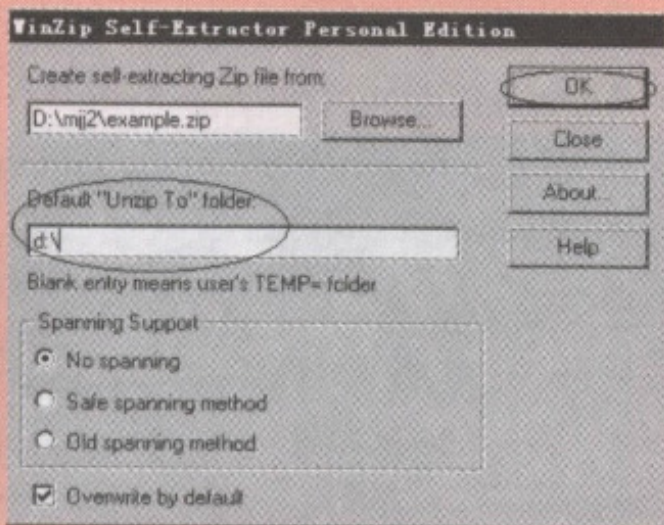 WinZip Self-Extractor Personal Edition
Create self-extracting Zip file from:
D:\mjj2\example.zip
Browse...
OK
Close
About...
Help
Default "Unzip To" folder:
d:\
Blank entry means user's TEMP= folder
Spanning Support
No spanning
Safe spanning method
Old spanning method
Overwrite by default